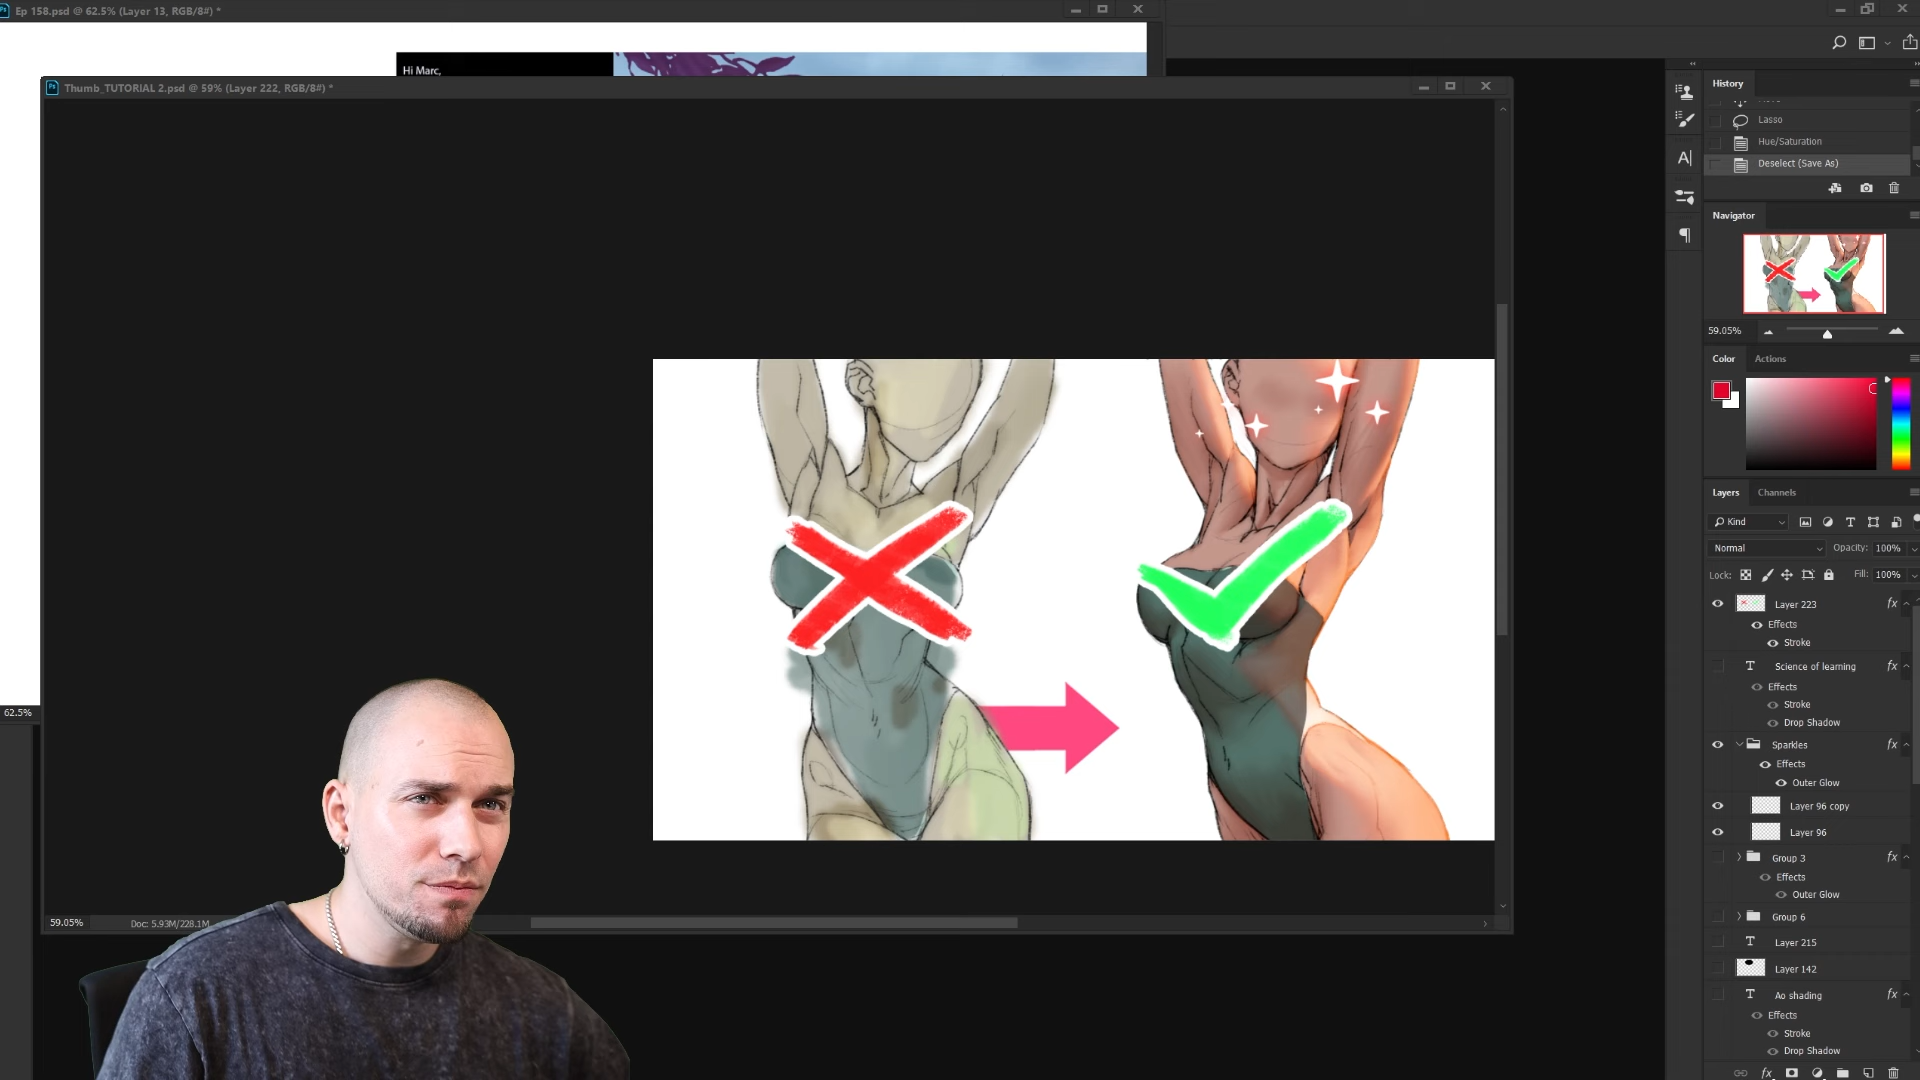 Ep 158.psd @ 62.5% (Layer 13, RGB/8#) *
Hi Marc,
Thumb_TUTORIAL 2.psd @ 59% (Layer 222, RGB/8#) *
62.5%
59.05%
Doc: 5.93M/228.1M
History
Lasso
Hue/Saturation
Deselect (Save As)
Navigator
59.05%
Color
Actions
Layers
Channels
Kind
Normal
Opacity: 100%
Lock:
Fill: 100%
Layer 223
Effects
Stroke
Science of learning
Effects
Stroke
Drop Shadow
Sparkles
Effects
Outer Glow
Layer 96 copy
Layer 96
Group 3
Effects
Outer Glow
Group 6
Layer 215
Layer 142
Ao shading
Effects
Stroke
Drop Shadow